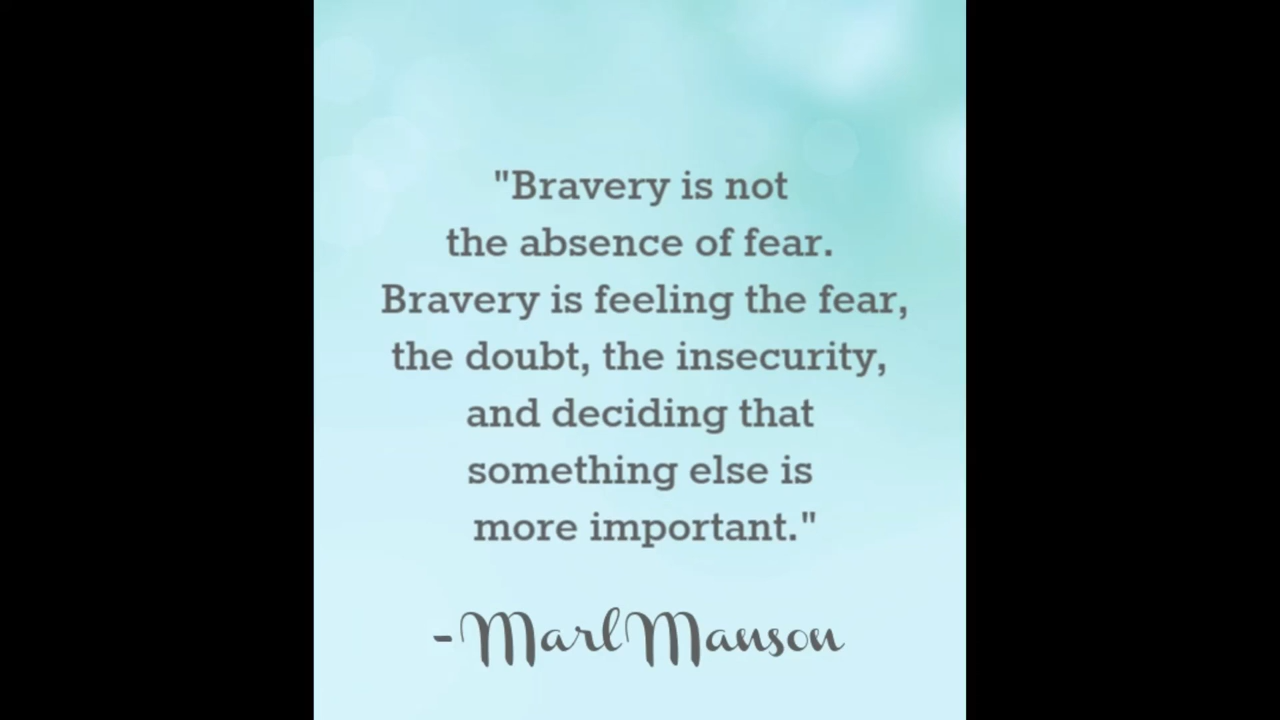 "Bravery is not
the absence of fear.
Bravery is feeling the fear,
the doubt, the insecurity,
and deciding that
something else is
more important."
-Marl Manson